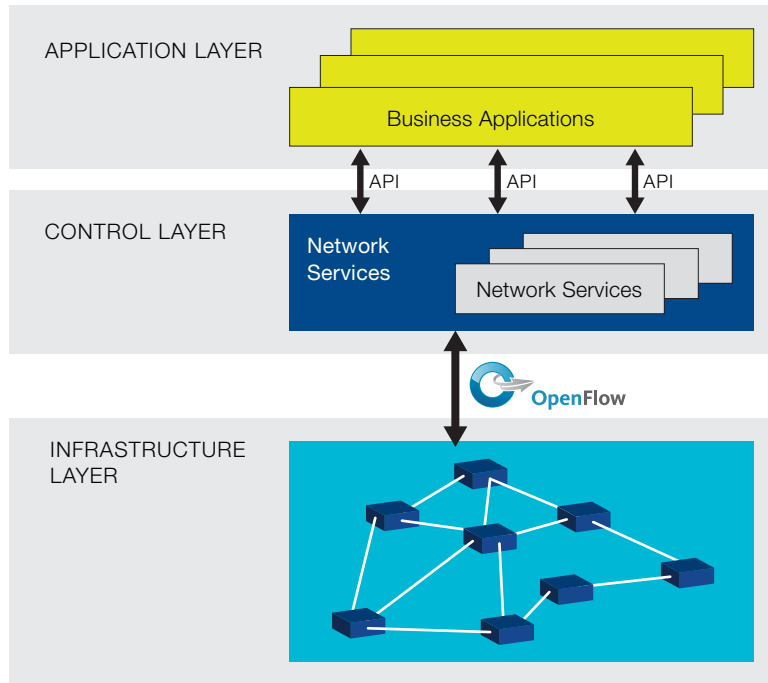 APPLICATION LAYER
Business Applications
API
API
API
CONTROL LAYER
Network
Services
Network Services
OpenFlow
INFRASTRUCTURE
LAYER